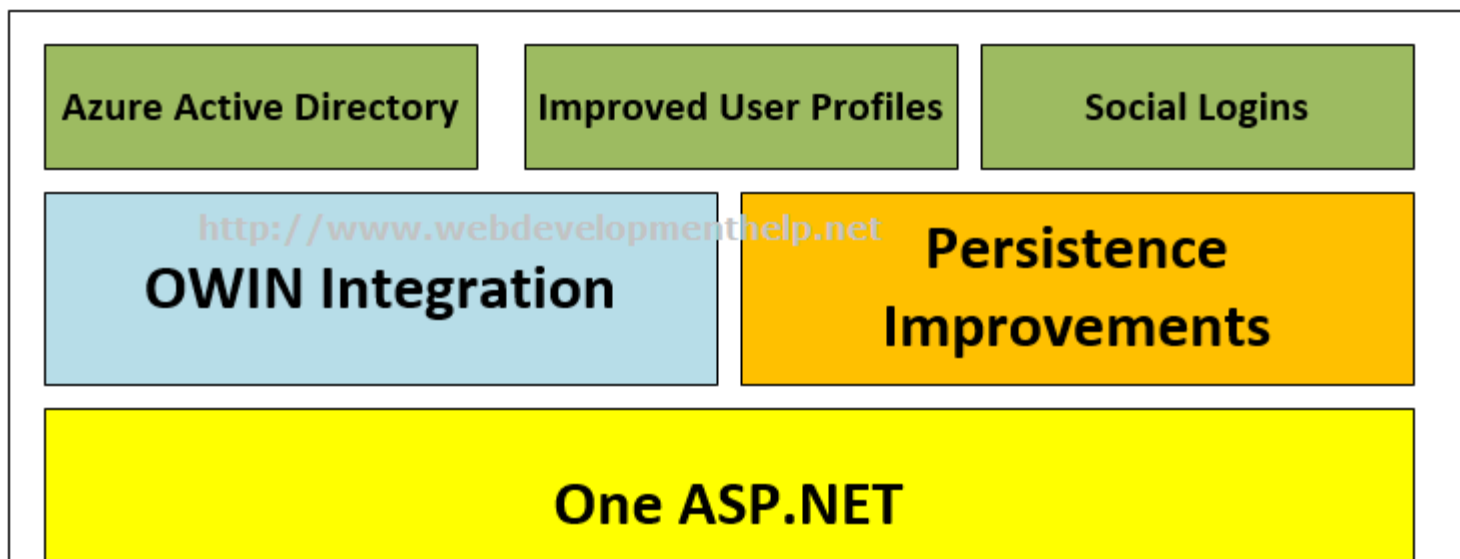 Azure Active Directory
Improved User Profiles
Social Logins
http://www.webdevelopmenthelp.net
OWIN Integration
Persistence
Improvements
One ASP.NET